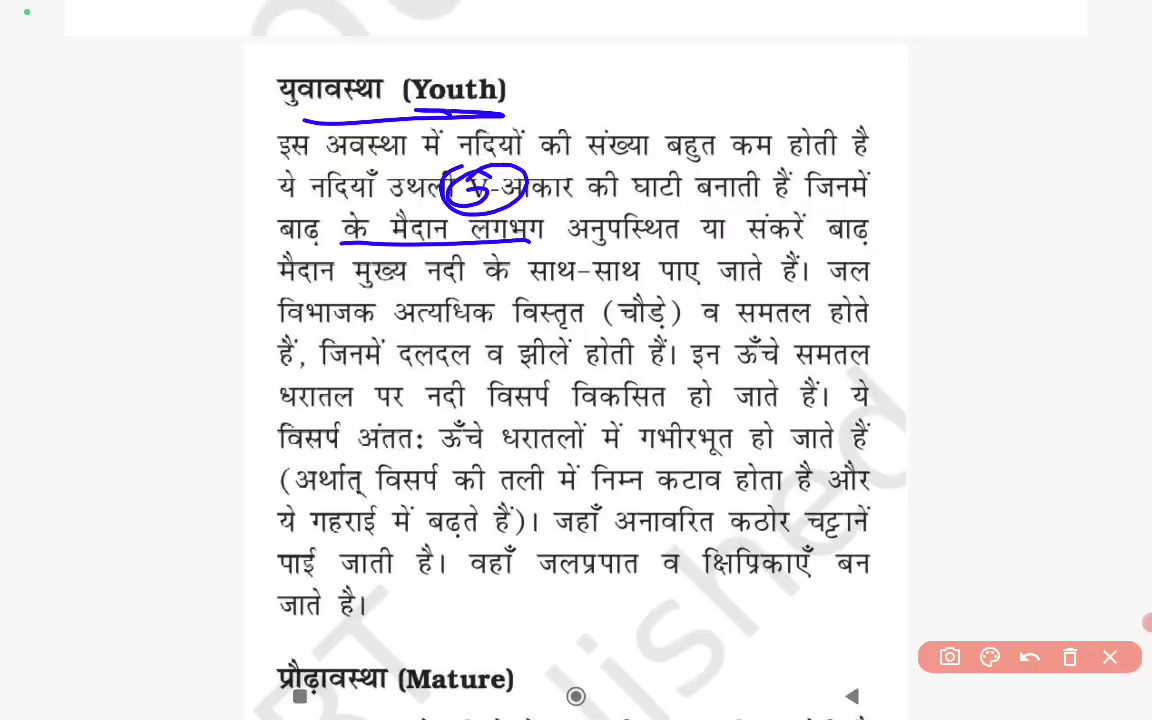 युवावस्था (Youth)
इस अवस्था में नदियों की संख्या बहुत कम होती है
ये नदियाँ उथली V-आकार की घाटी बनाती हैं जिनमें
बाढ़ के मैदान लगभग अनुपस्थित या संकरें बाढ़
मैदान मुख्य नदी के साथ-साथ पाए जाते हैं। जल
विभाजक अत्यधिक विस्तृत (चौड़े) व समतल होते
हैं, जिनमें दलदल व झीलें होती हैं। इन ऊँचे समतल
धरातल पर नदी विसर्प विकसित हो जाते हैं। ये
विसर्प अंतत: ऊँचे धरातलों में गभीरभूत हो जाते हैं
(अर्थात् विसर्प की तली में निम्न कटाव होता है और
ये गहराई में बढ़ते हैं)। जहाँ अनावरित कठोर चट्टानें
पाई जाती है। वहाँ जलप्रपात व क्षिप्रिकाएँ बन
जाते है।
प्रौढ़ावस्था (Mature)